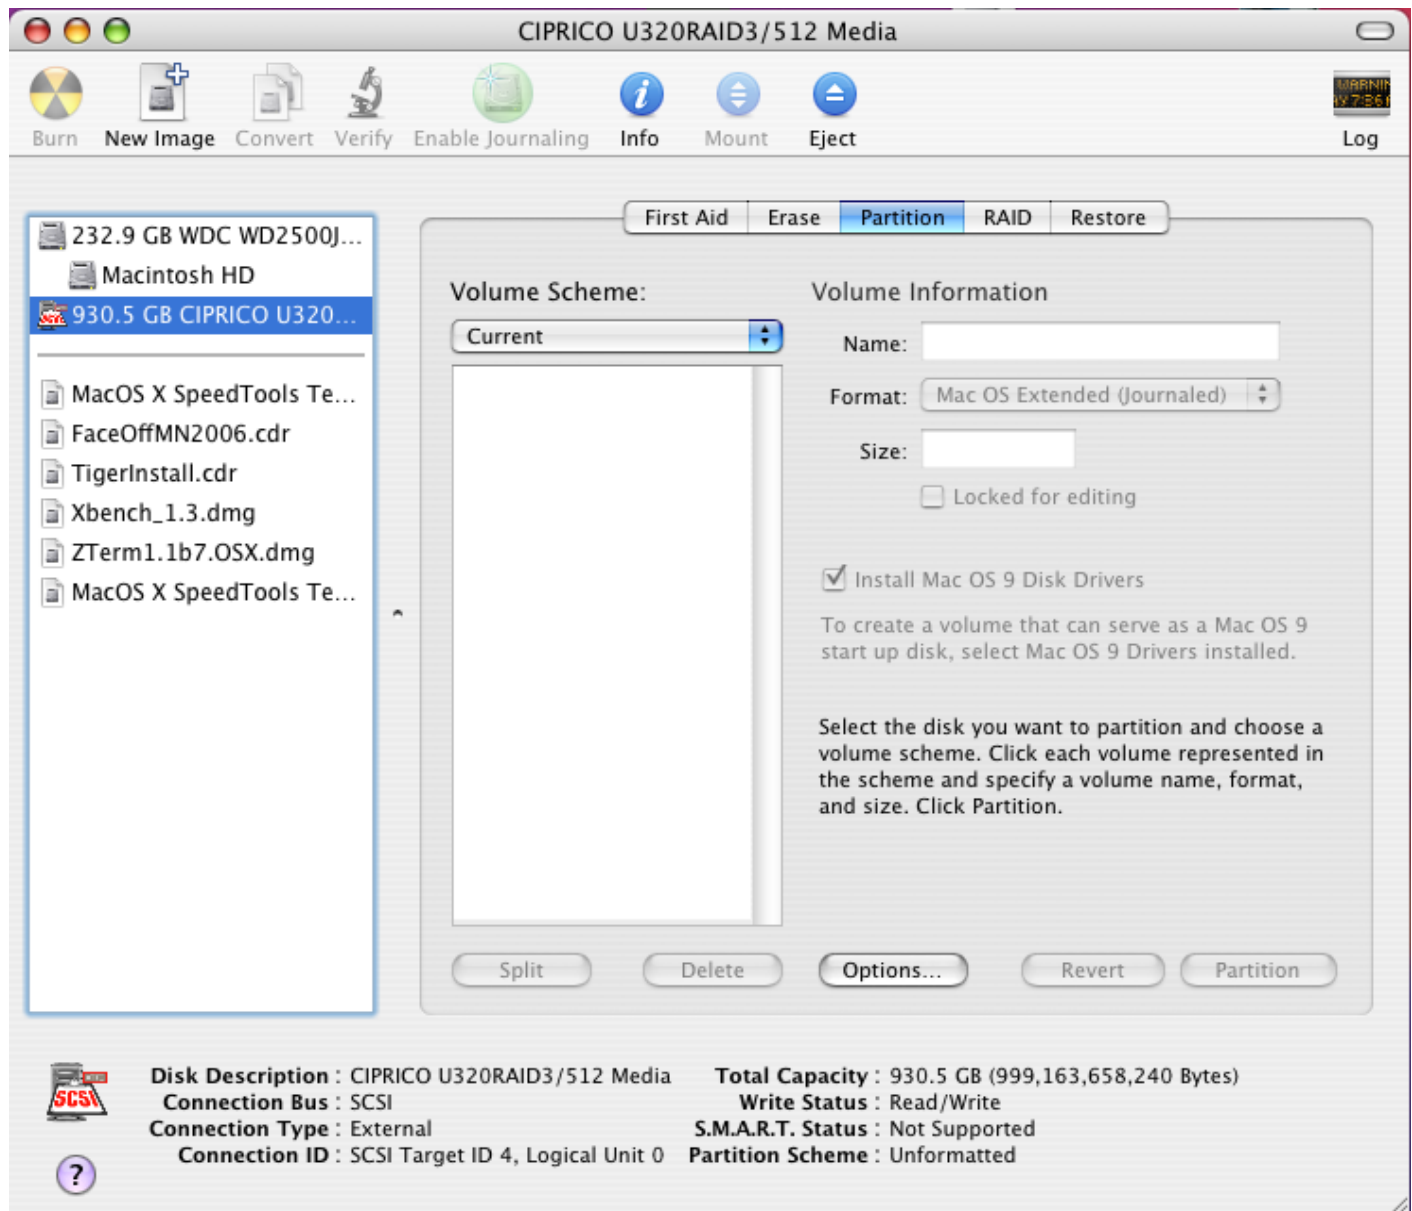 CIPRICO U320RAID3/512 Media
Burn New Image Convert Verify Enable Journaling Info Mount Eject Log
First Aid Erase Partition RAID Restore
232.9 GB WDC WD2500J...
Macintosh HD
930.5 GB CIPRICO U320...
MacOS X SpeedTools Te...
FaceOffMN2006.cdr
TigerInstall.cdr
Xbench_1.3.dmg
ZTerm1.1b7.OSX.dmg
MacOS X SpeedTools Te...
Volume Scheme:
Current
Volume Information
Name:
Format: Mac OS Extended (Journaled)
Size:
Locked for editing
Install Mac OS 9 Disk Drivers
To create a volume that can serve as a Mac OS 9
start up disk, select Mac OS 9 Drivers installed.
Select the disk you want to partition and choose a
volume scheme. Click each volume represented in
the scheme and specify a volume name, format,
and size. Click Partition.
Split Delete Options... Revert Partition
SCSI
Disk Description : CIPRICO U320RAID3/512 Media Total Capacity : 930.5 GB (999,163,658,240 Bytes)
Connection Bus : SCSI Write Status : Read/Write
Connection Type : External S.M.A.R.T. Status : Not Supported
Connection ID : SCSI Target ID 4, Logical Unit 0 Partition Scheme : Unformatted
?